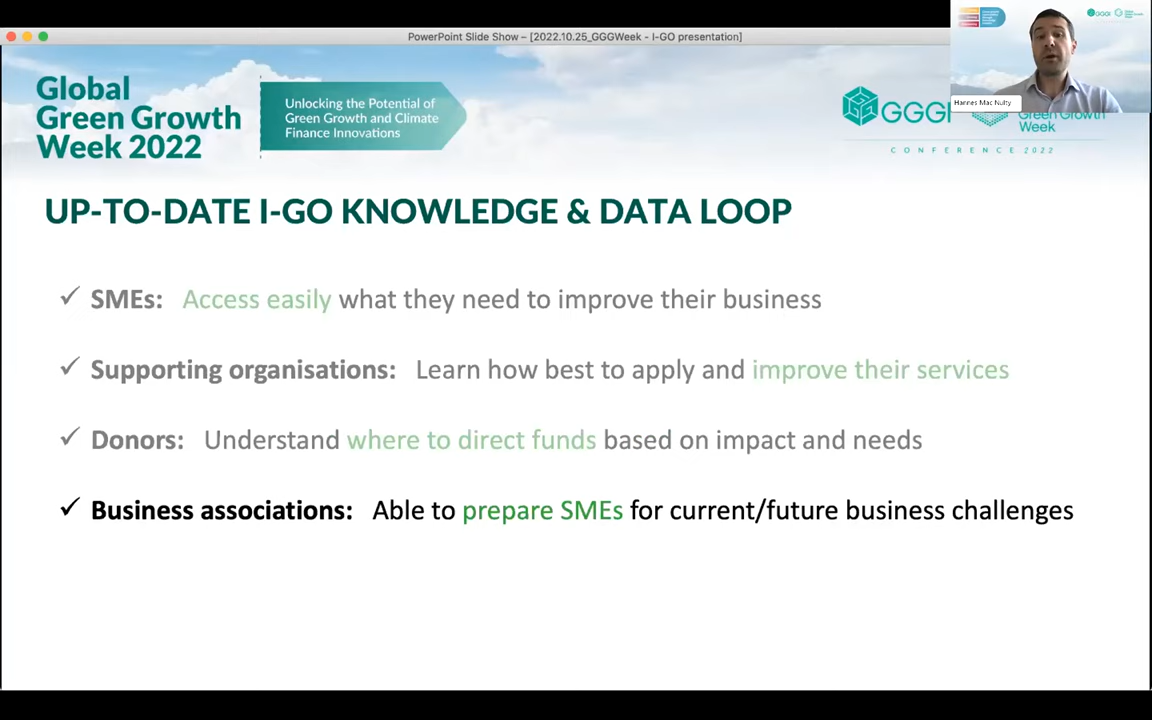 PowerPoint Slide Show – [2022.10.25_GGGWeek - I-GO presentation]
Global
Green Growth
Week 2022
Unlocking the Potential of
Green Growth and Climate
Finance Innovations
GGGI
Green Growth
Week
CONFERENCE 2022
Hannes Mac Nulty
UP-TO-DATE I-GO KNOWLEDGE & DATA LOOP
✓ SMEs: Access easily what they need to improve their business
✓ Supporting organisations: Learn how best to apply and improve their services
✓ Donors: Understand where to direct funds based on impact and needs
✓ Business associations: Able to prepare SMEs for current/future business challenges